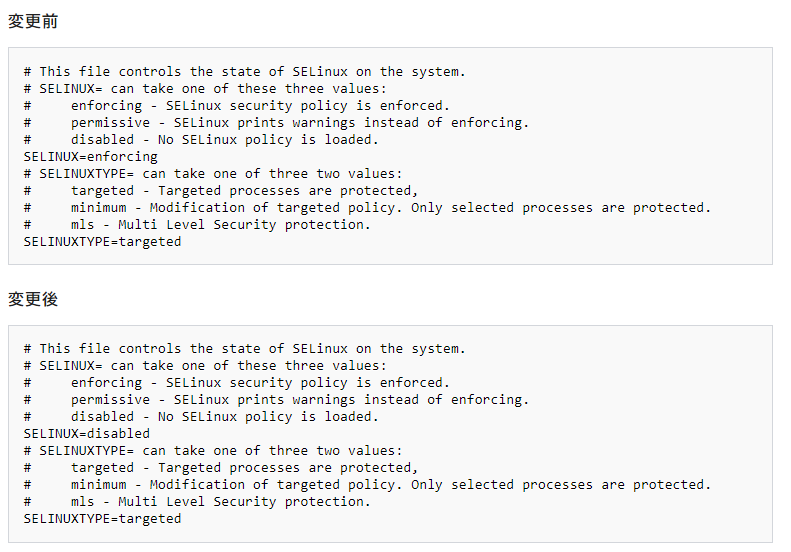 変更前
# This file controls the state of SELinux on the system.
# SELINUX= can take one of these three values:
#     enforcing - SELinux security policy is enforced.
#     permissive - SELinux prints warnings instead of enforcing.
#     disabled - No SELinux policy is loaded.
SELINUX=enforcing
# SELINUXTYPE= can take one of three two values:
#     targeted - Targeted processes are protected,
#     minimum - Modification of targeted policy. Only selected processes are protected.
#     mls - Multi Level Security protection.
SELINUXTYPE=targeted
変更後
# This file controls the state of SELinux on the system.
# SELINUX= can take one of these three values:
#     enforcing - SELinux security policy is enforced.
#     permissive - SELinux prints warnings instead of enforcing.
#     disabled - No SELinux policy is loaded.
SELINUX=disabled
# SELINUXTYPE= can take one of three two values:
#     targeted - Targeted processes are protected,
#     minimum - Modification of targeted policy. Only selected processes are protected.
#     mls - Multi Level Security protection.
SELINUXTYPE=targeted